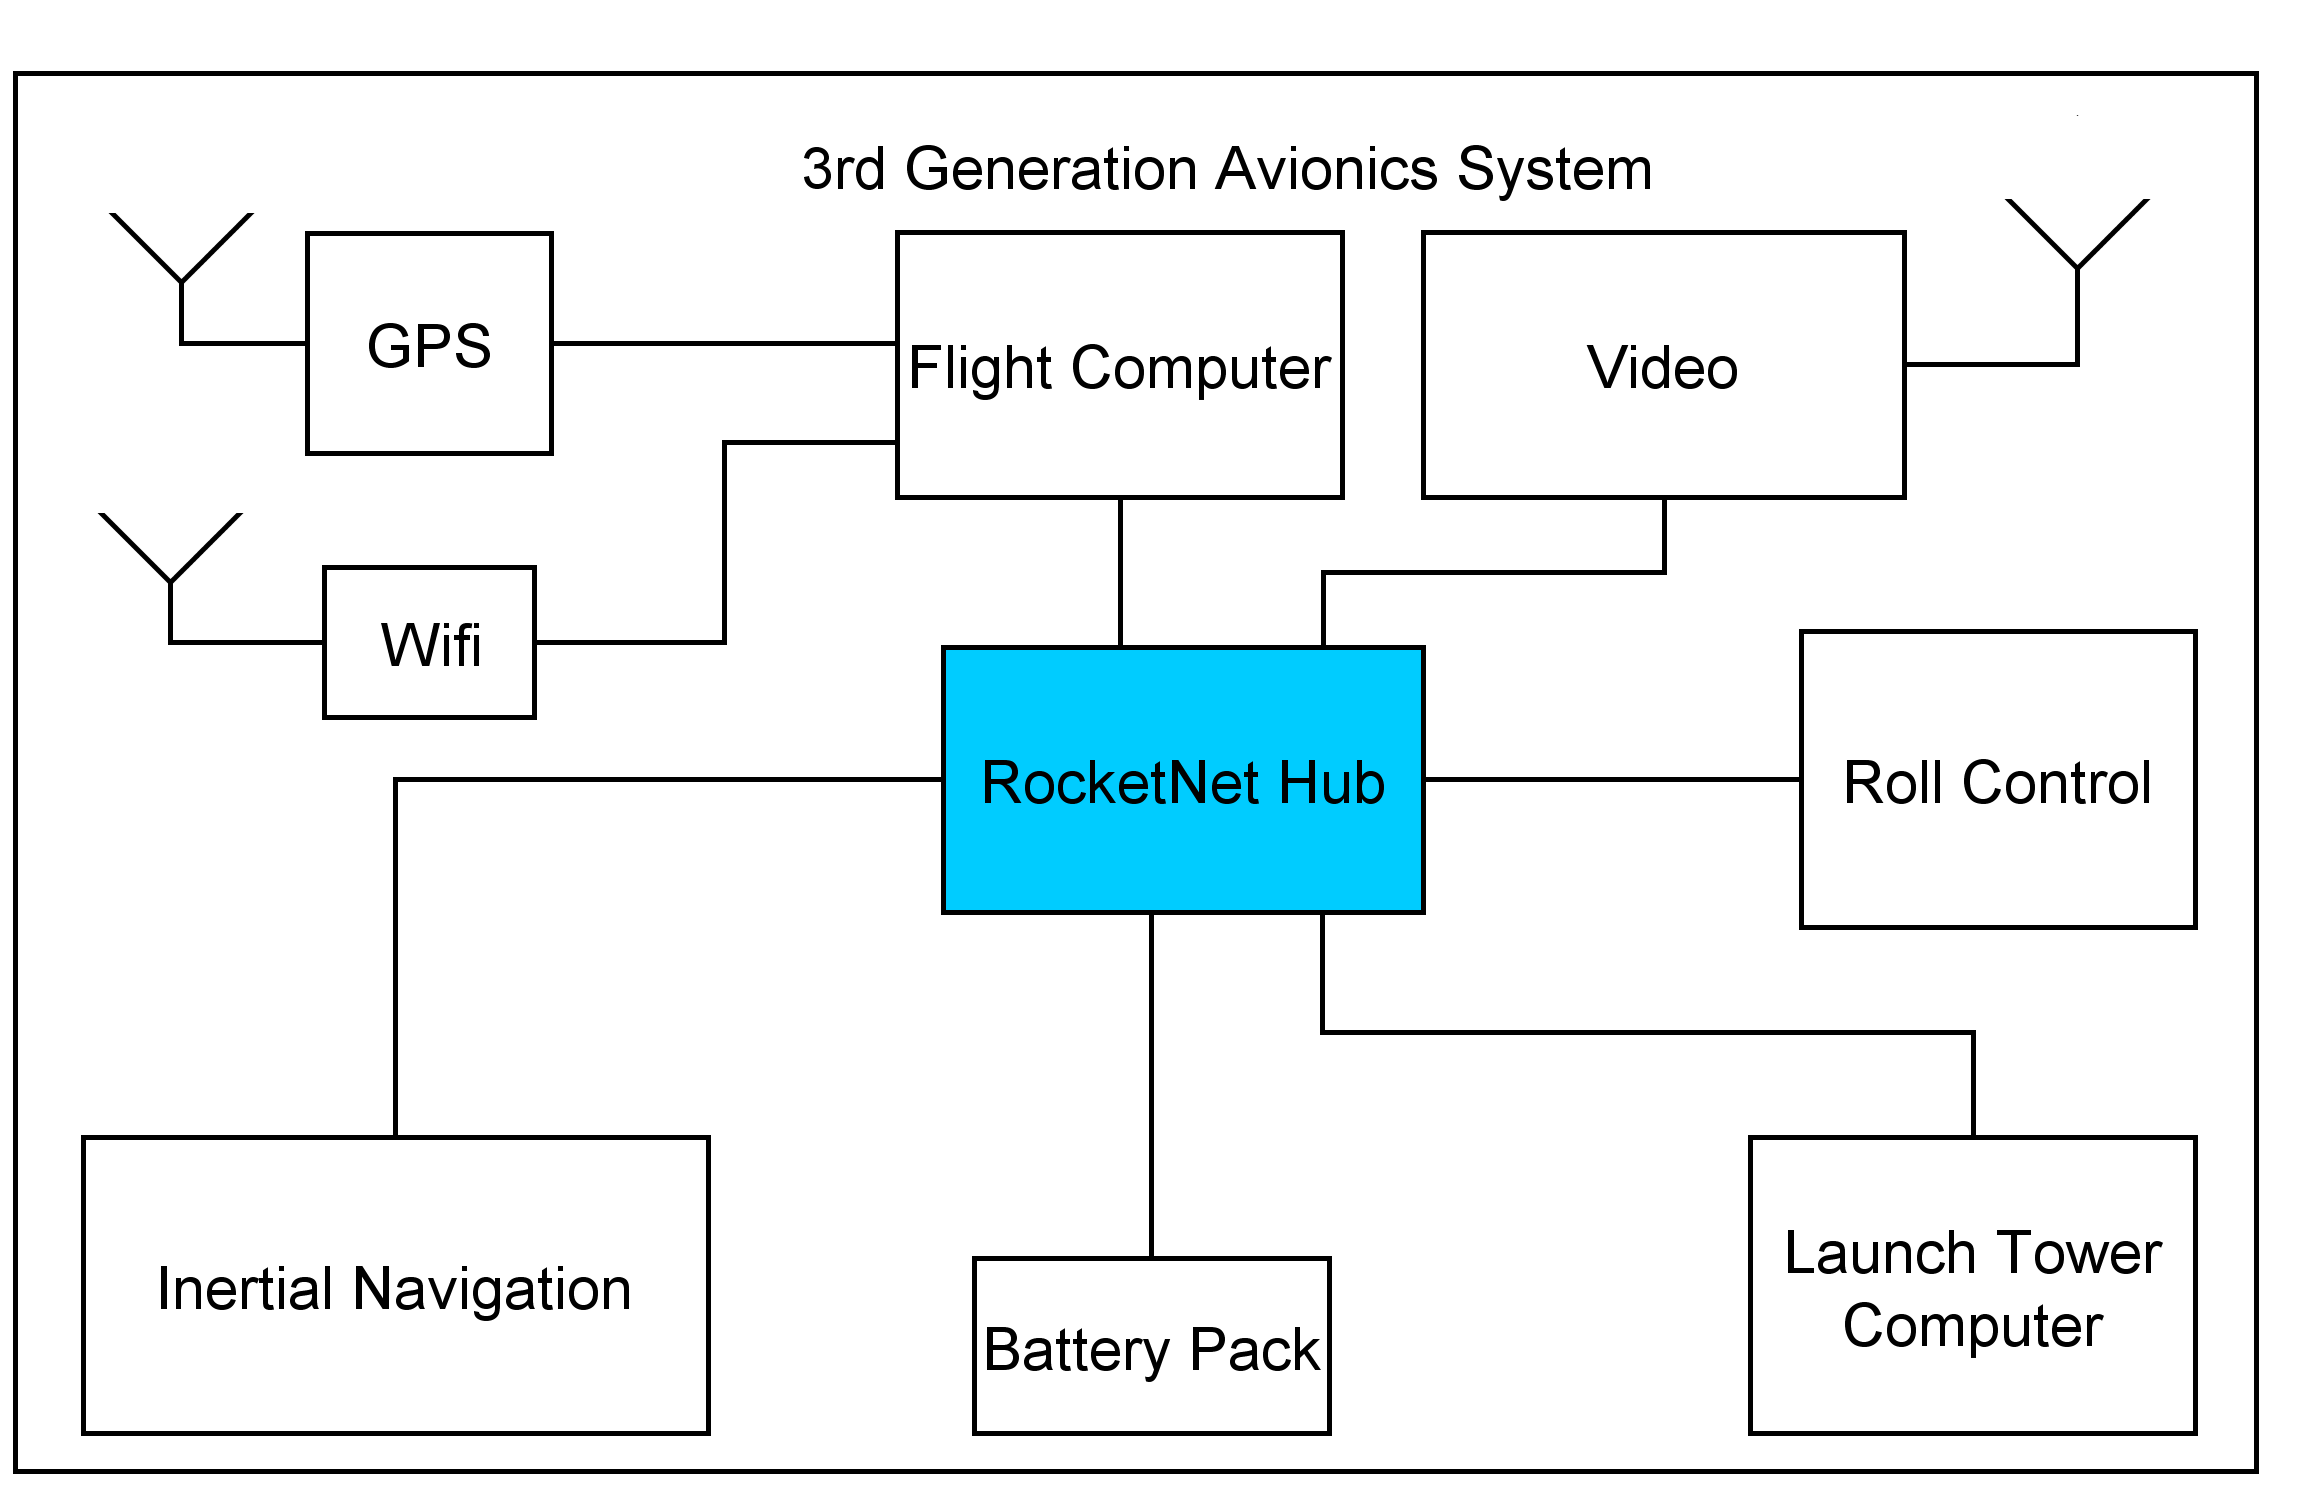 3rd Generation Avionics System
GPS
Flight Computer
Video
Wifi
RocketNet Hub
Roll Control
Inertial Navigation
Battery Pack
Launch Tower
Computer